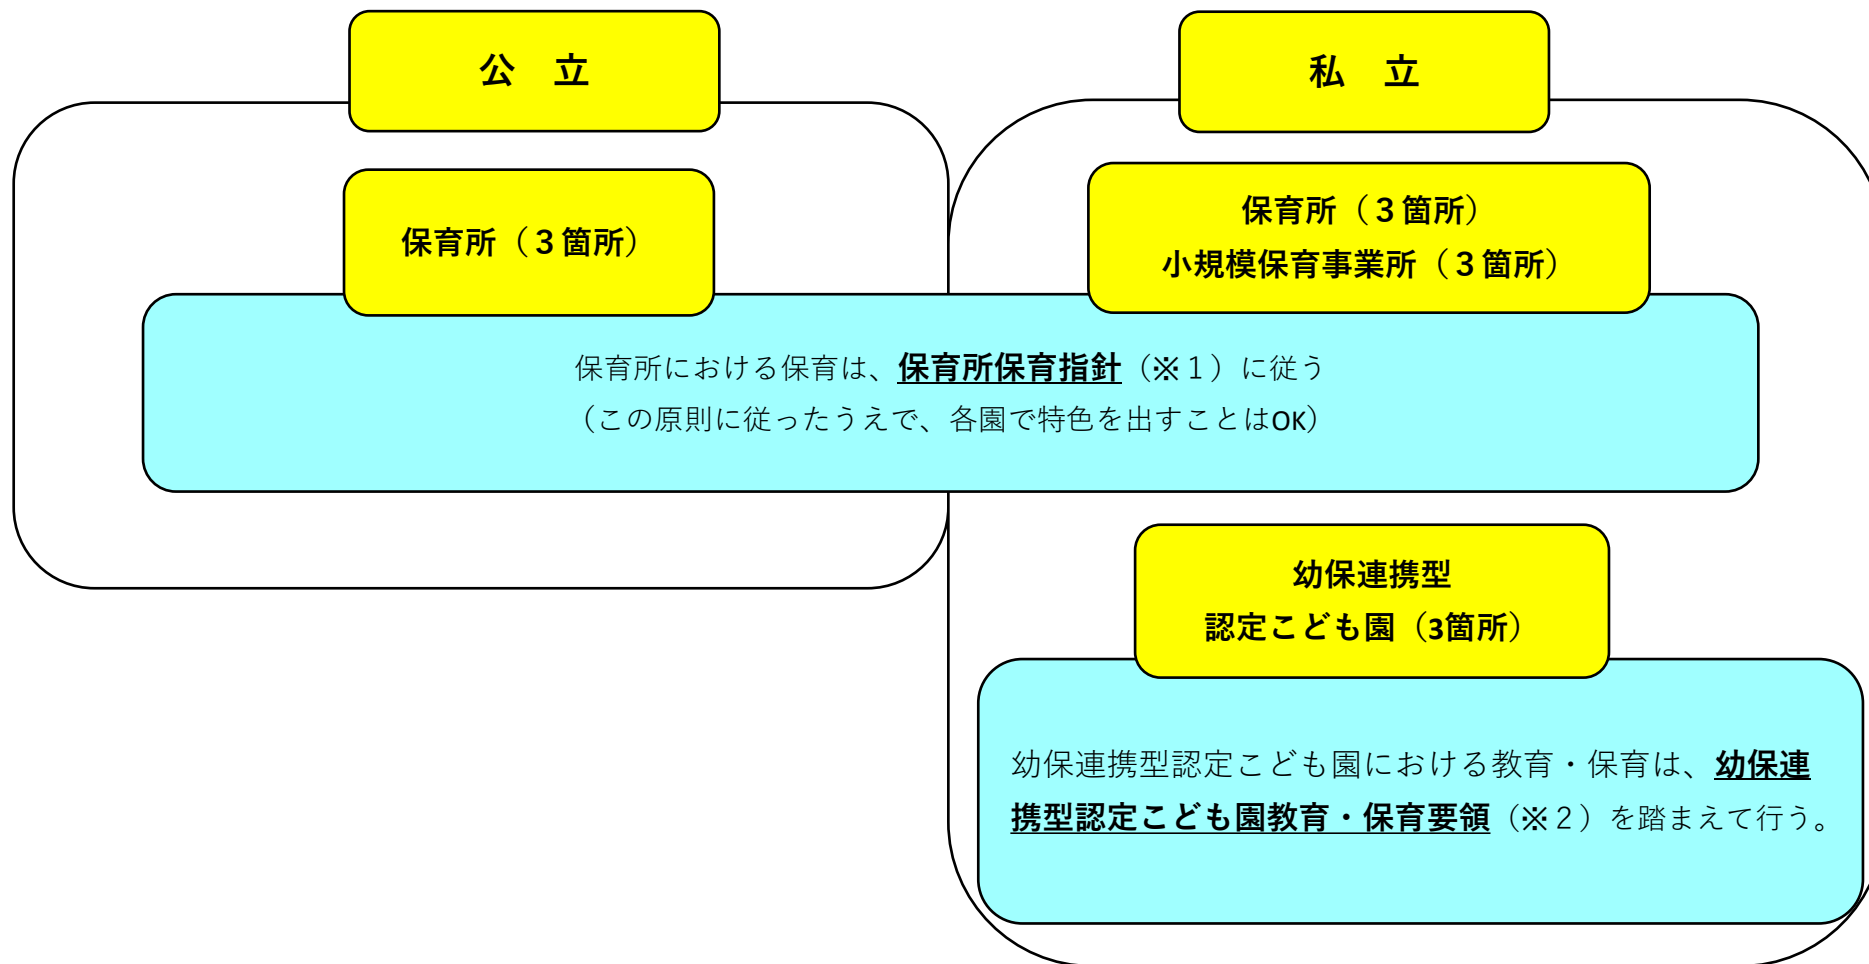 公　立
私　立
保育所（３箇所）
保育所（３箇所）
小規模保育事業所（３箇所）
保育所における保育は、保育所保育指針（※１）に従う
（この原則に従ったうえで、各園で特色を出すことはOK）
幼保連携型
認定こども園（3箇所）
幼保連携型認定こども園における教育・保育は、幼保連
携型認定こども園教育・保育要領（※２）を踏まえて行う。